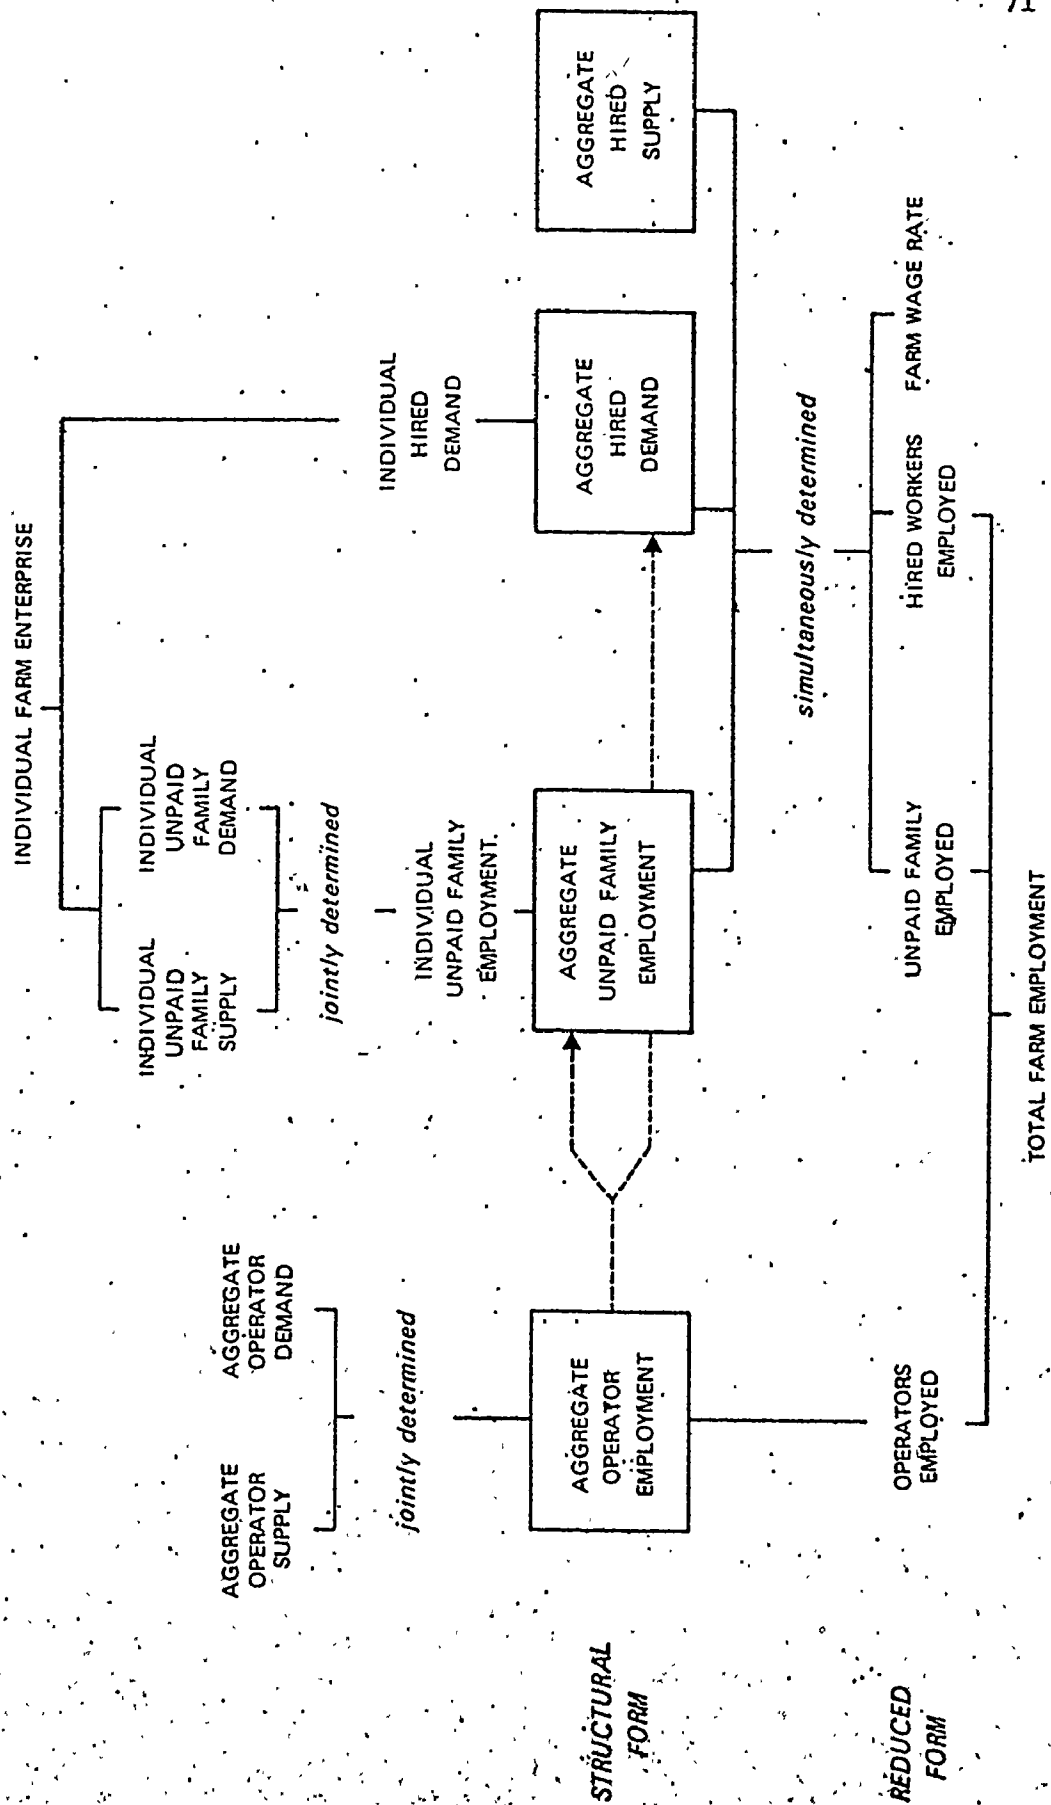 71
INDIVIDUAL FARM ENTERPRISE
INDIVIDUAL
UNPAID
FAMILY
SUPPLY
INDIVIDUAL
UNPAID
FAMILY
DEMAND
AGGREGATE
OPERATOR
SUPPLY
AGGREGATE
OPERATOR
DEMAND
jointly determined
jointly determined
INDIVIDUAL
UNPAID FAMILY
EMPLOYMENT
INDIVIDUAL
HIRED
DEMAND
STRUCTURAL
FORM
AGGREGATE
OPERATOR
EMPLOYMENT
AGGREGATE
UNPAID FAMILY
EMPLOYMENT
AGGREGATE
HIRED
DEMAND
AGGREGATE
HIRED
SUPPLY
simultaneously determined
REDUCED
FORM
OPERATORS
EMPLOYED
UNPAID FAMILY
EMPLOYED
HIRED WORKERS
EMPLOYED
FARM WAGE RATE
TOTAL FARM EMPLOYMENT